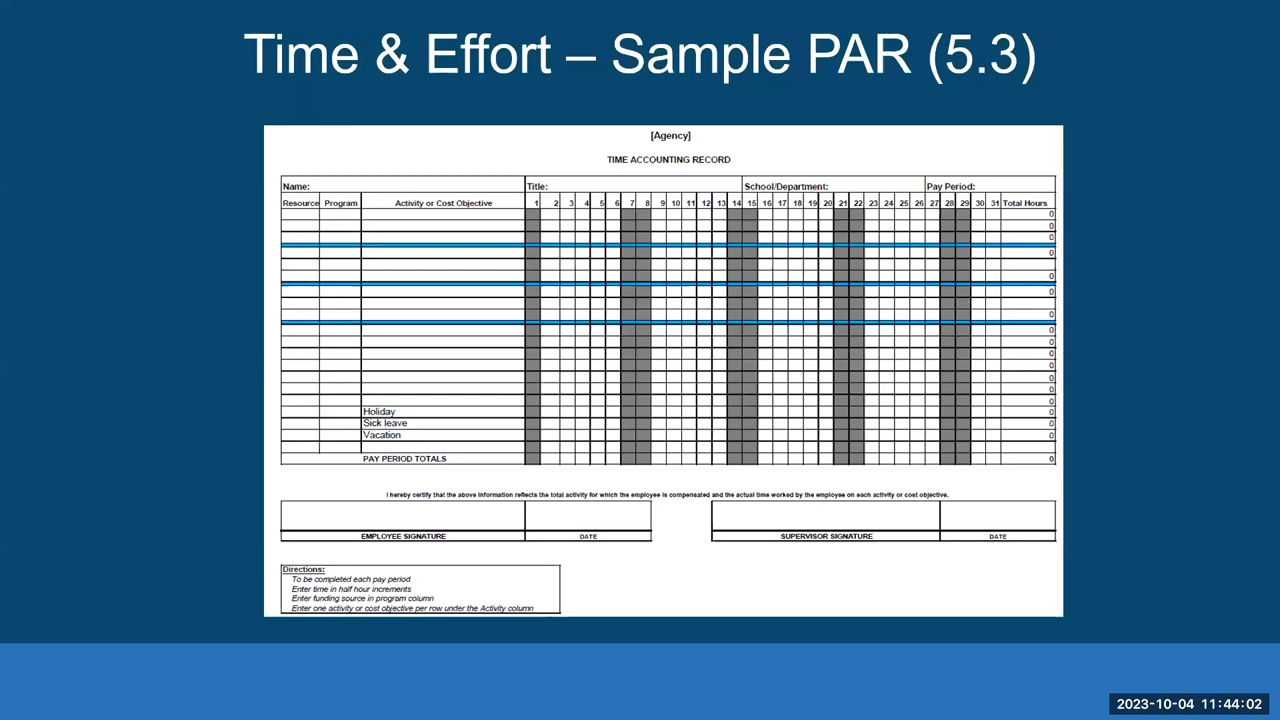 Time & Effort – Sample PAR (5.3)
[Agency]
TIME ACCOUNTING RECORD
Name: Title: School/Department: Pay Period:
Resource Program Activity or Cost Objective 1 2 3 4 5 6 7 8 9 10 11 12 13 14 15 16 17 18 19 20 21 22 23 24 25 26 27 28 29 30 31 Total Hours
0
0
0
0
0
0
0
0
0
0
0
0
0
0
Holiday 0
Sick leave 0
Vacation 0
PAY PERIOD TOTALS 0
I hereby certify that the above information reflects the total activity for which the employee is compensated and the actual time worked by the employee on each activity or cost objective.
EMPLOYEE SIGNATURE DATE SUPERVISOR SIGNATURE DATE
Directions:
To be completed each pay period
Enter time in half hour increments
Enter funding source in program column
Enter one activity or cost objective per row under the Activity column
2023-10-04 11:44:02